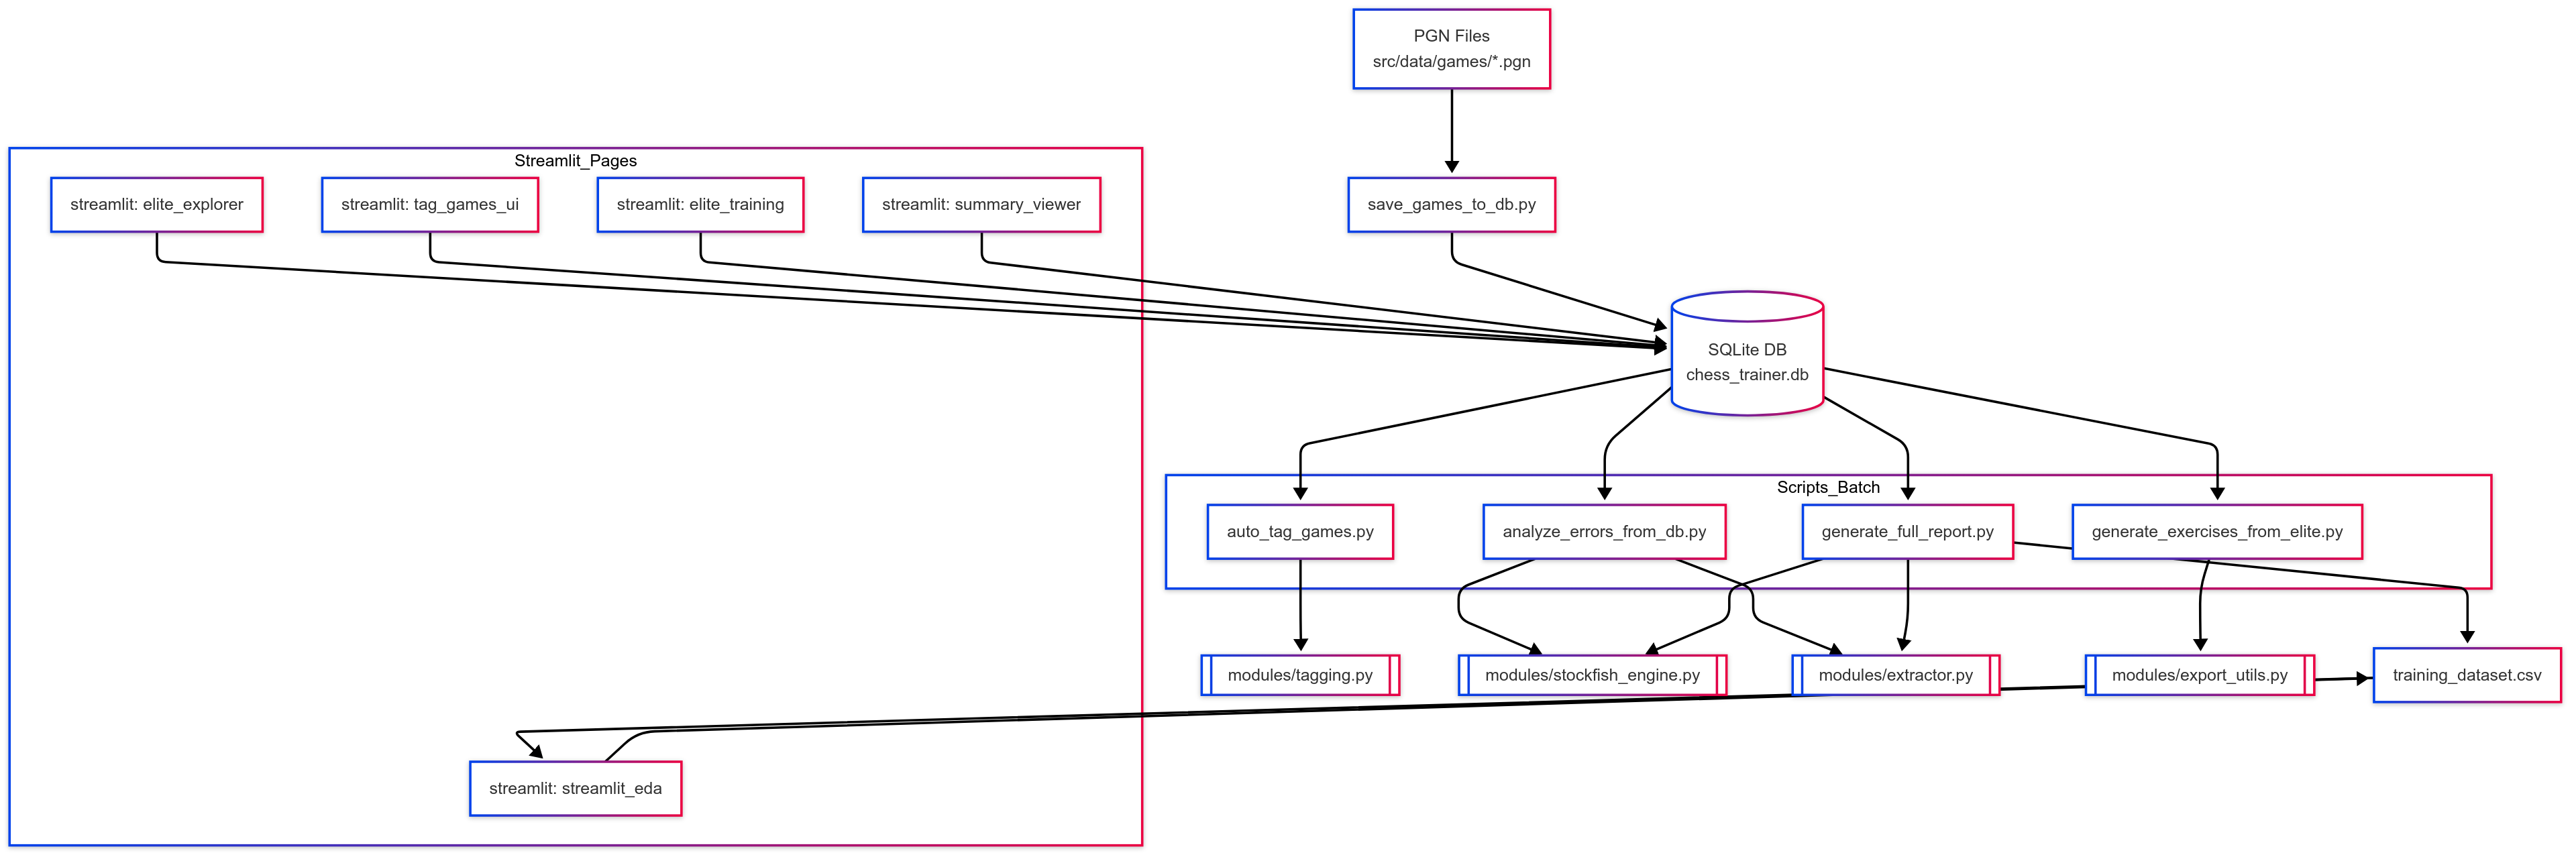 PGN Files
src/data/games/*.pgn
Streamlit_Pages
streamlit: elite_explorer
streamlit: tag_games_ui
streamlit: elite_training
streamlit: summary_viewer
save_games_to_db.py
SQLite DB
chess_trainer.db
Scripts_Batch
auto_tag_games.py
analyze_errors_from_db.py
generate_full_report.py
generate_exercises_from_elite.py
modules/tagging.py
modules/stockfish_engine.py
modules/extractor.py
modules/export_utils.py
training_dataset.csv
streamlit: streamlit_eda